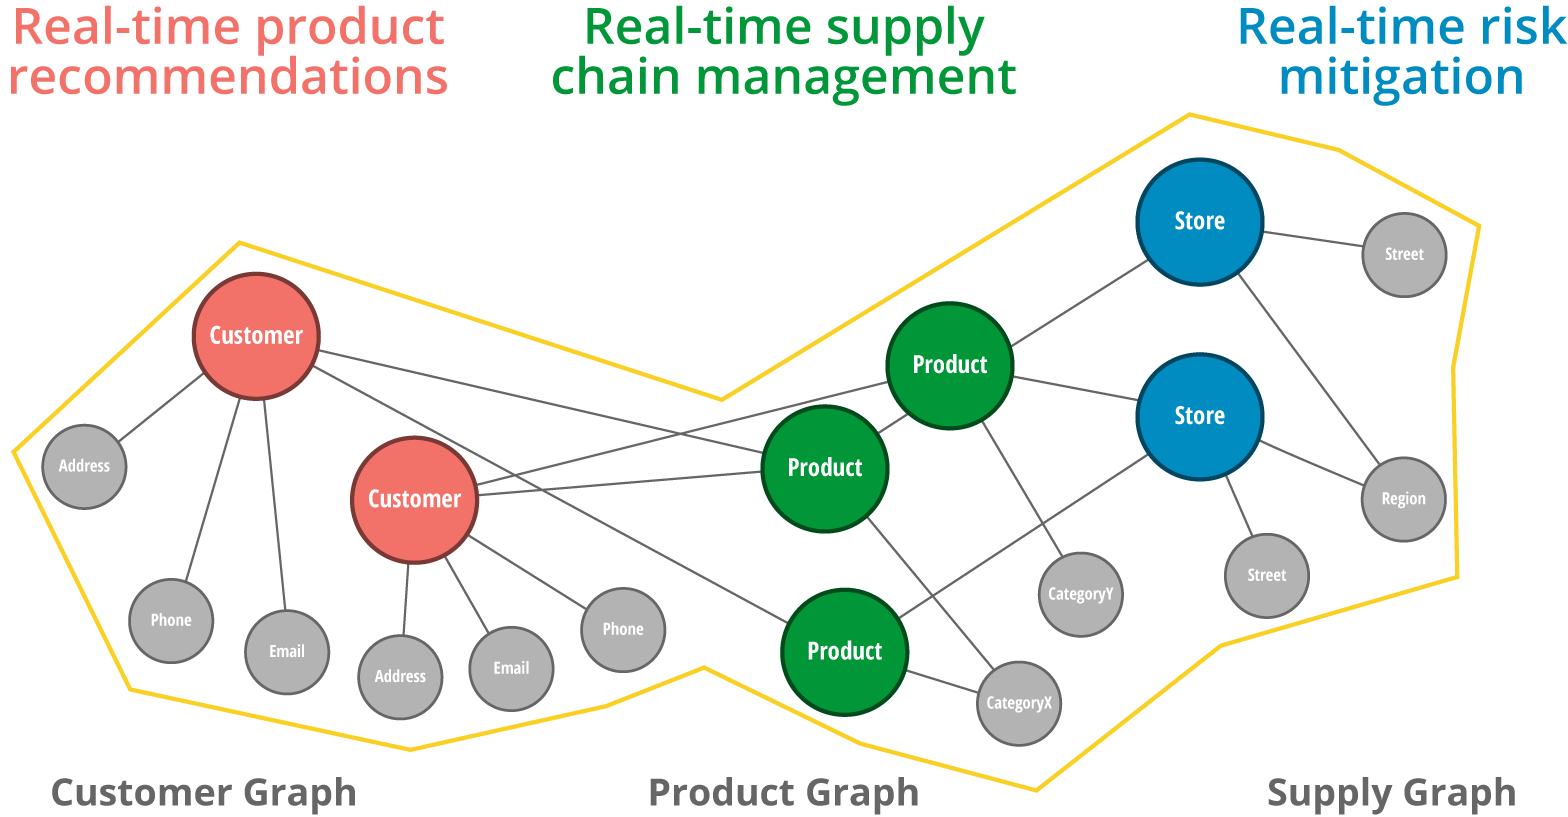 Real-time product
recommendations
Real-time supply
chain management
Real-time risk
mitigation
Store
Street
Customer
Product
Store
Address
Customer
Product
Region
Street
CategoryY
Phone
Email
Phone
Address
Email
Product
CategoryX
Customer Graph
Product Graph
Supply Graph